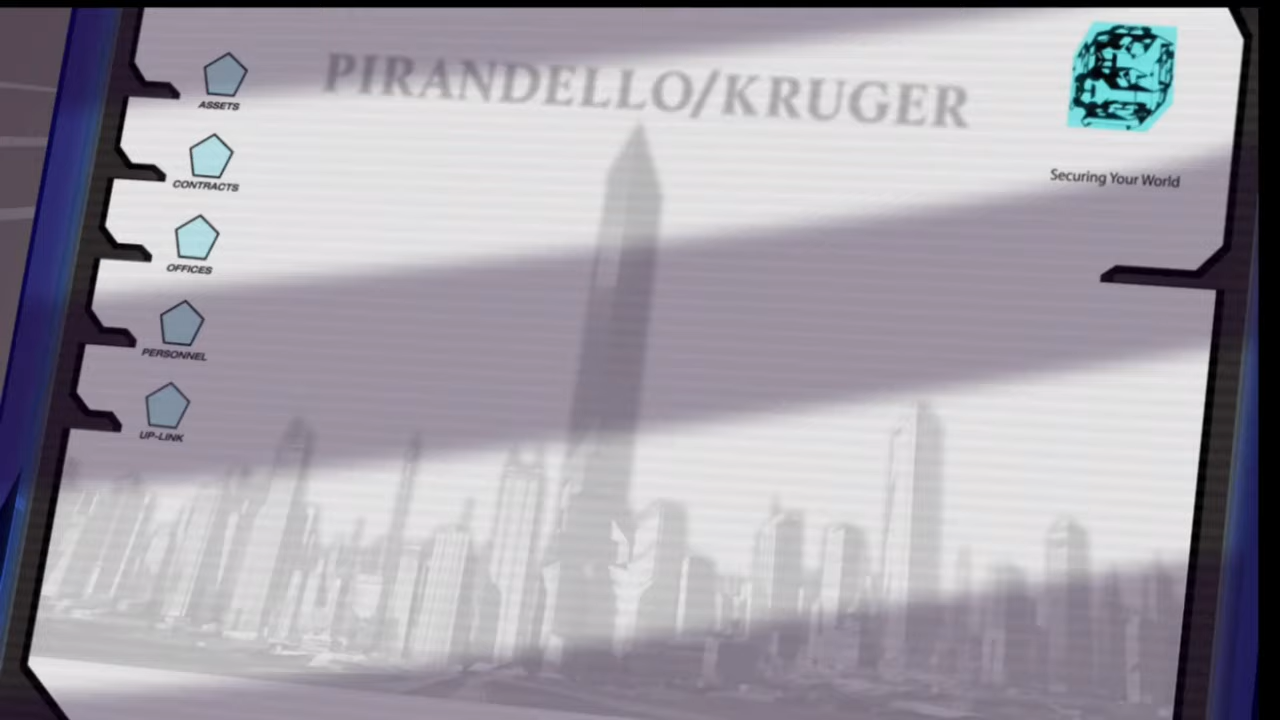 PIRANDELLO/KRUGER
Securing Your World
ASSETS
CONTRACTS
OFFICES
PERSONNEL
UP-LINK